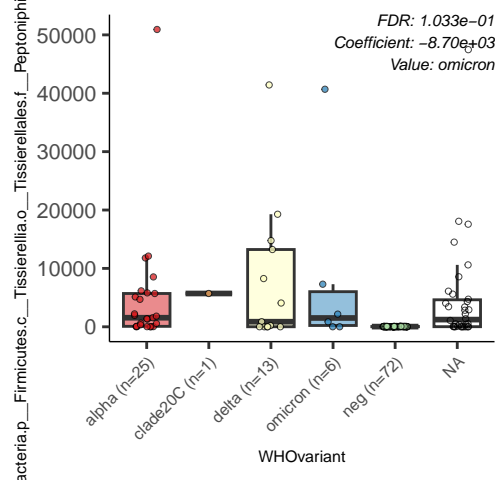 acteria.p__Firmicutes.c__Tissierellia.o__Tissierellales.f__Peptoniphi
FDR: 1.033e−01
Coefficient: −8.70e+03
Value: omicron
50000
40000
30000
20000
10000
0
alpha (n=25)
clade20C (n=1)
delta (n=13)
omicron (n=6)
neg (n=72)
NA
WHOvariant